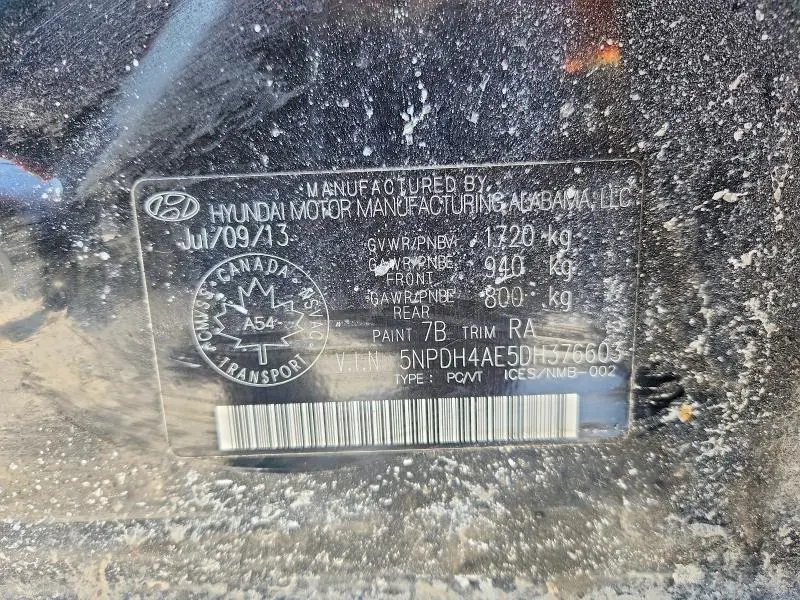 MANUFACTURED BY
HYUNDAI MOTOR MANUFACTURING ALABAMA, LLC
Jul/09/13
GVWR/PNBV 1720 kg
GAWR/PNBE FRONT 940 kg
GAWR/PNBE REAR 800 kg
CANADA
CMVSS NSVAC
A54
TRANSPORT
PAINT 7B TRIM RA
V.I.N 5NPDH4AE5DH376603
TYPE: PC/VT ICES/NMB-002